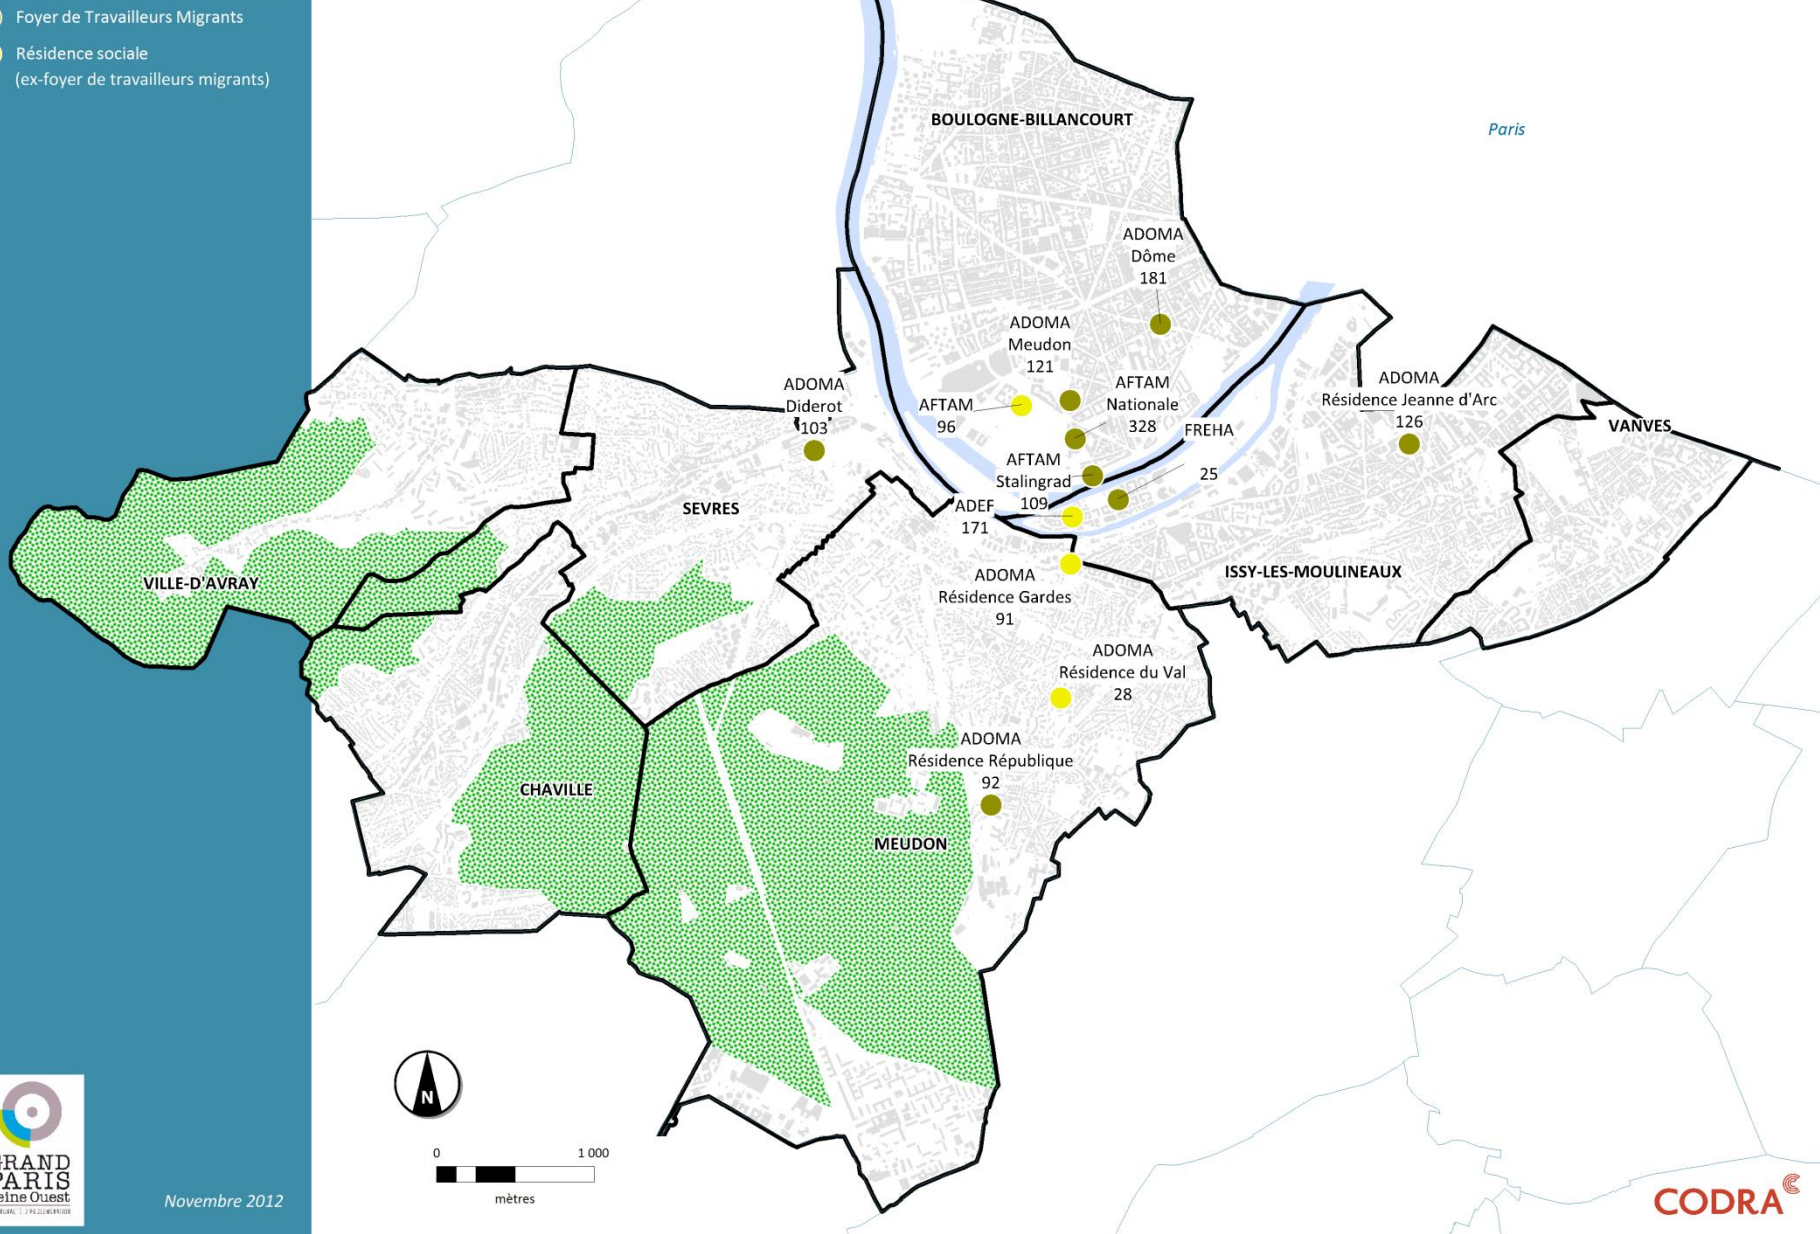 Foyer de Travailleurs Migrants
Résidence sociale
(ex-foyer de travailleurs migrants)
BOULOGNE-BILLANCOURT
Paris
ADOMA
Dôme
181
ADOMA
Meudon
121
ADOMA
Diderot
103
AFTAM
96
AFTAM
Nationale
328
ADOMA
Résidence Jeanne d'Arc
126
VANVES
FREHA
25
AFTAM
Stalingrad
109
ADEF
171
SEVRES
VILLE-D'AVRAY
ISSY-LES-MOULINEAUX
ADOMA
Résidence Gardes
91
ADOMA
Résidence du Val
28
ADOMA
Résidence République
92
CHAVILLE
MEUDON
N
0 1 000
mètres
GRAND
PARIS
Seine Ouest
Novembre 2012
CODRA